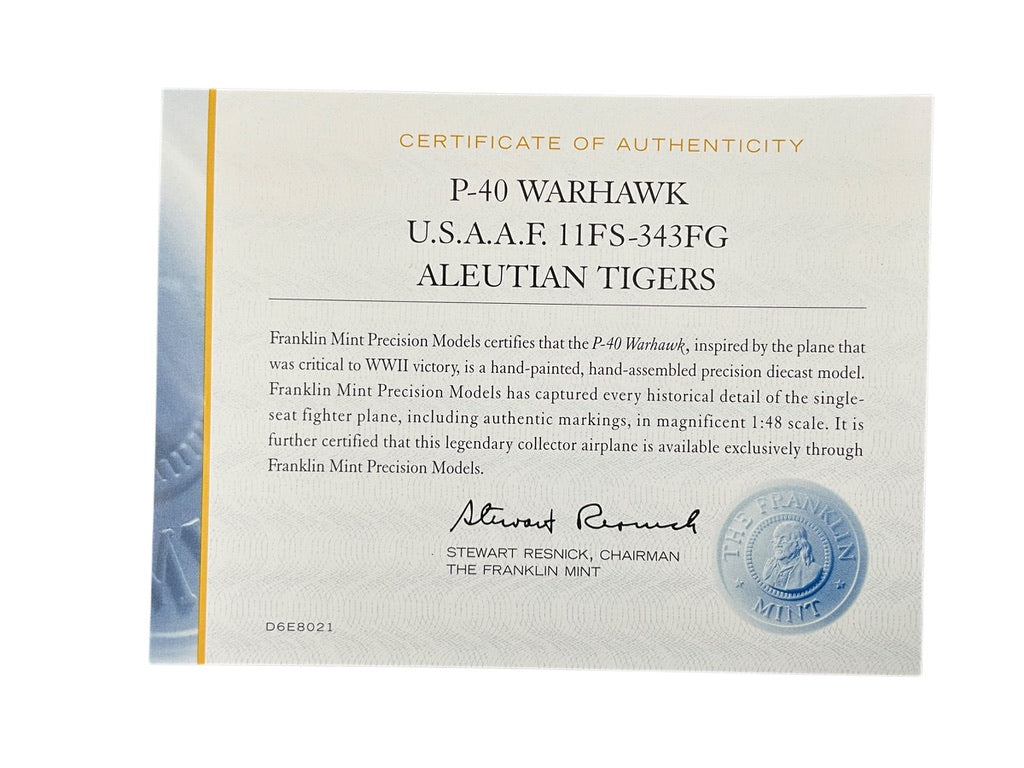 CERTIFICATE OF AUTHENTICITY
P-40 WARHAWK
U.S.A.A.F. 11FS-343FG
ALEUTIAN TIGERS
Franklin Mint Precision Models certifies that the P-40 Warhawk, inspired by the plane that
was critical to WWII victory, is a hand-painted, hand-assembled precision diecast model.
Franklin Mint Precision Models has captured every historical detail of the single-
seat fighter plane, including authentic markings, in magnificent 1:48 scale. It is
further certified that this legendary collector airplane is available exclusively through
Franklin Mint Precision Models.
Stewart Resnick
STEWART RESNICK, CHAIRMAN
THE FRANKLIN MINT
THE FRANKLIN
MINT
D6E8021